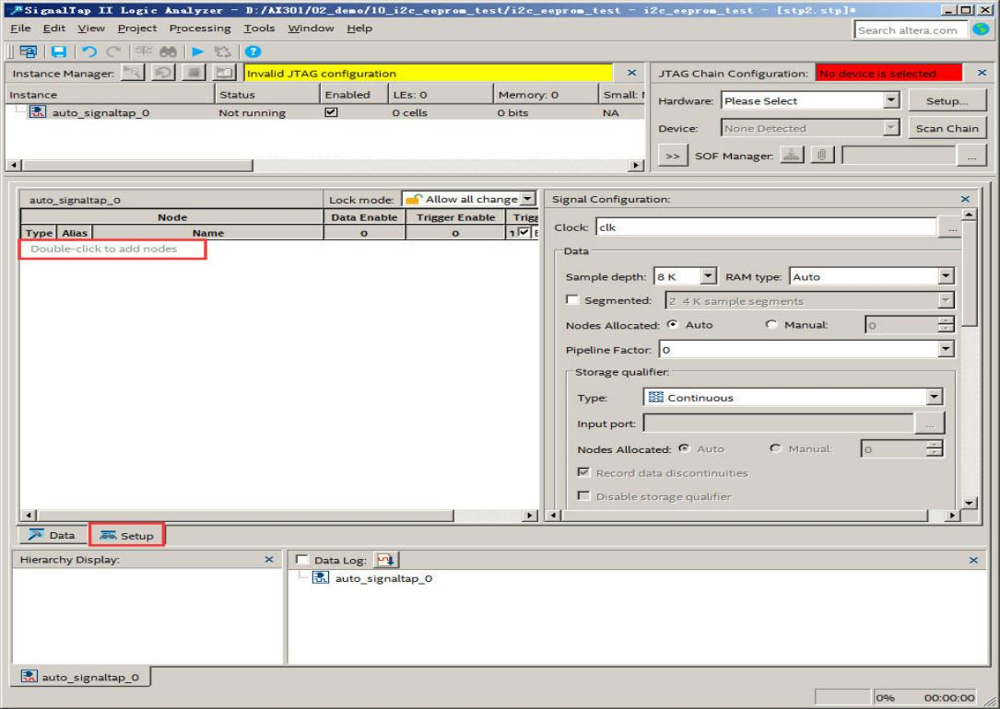 SignalTap II Logic Analyzer - D:/AX301/02_demo/10_i2c_eeprom_test/i2c_eeprom_test - i2c_eeprom_test - [stp2.stp]*
File Edit View Project Processing Tools Window Help
Search altera.com
Instance Manager: Invalid JTAG configuration
Instance Status Enabled LEs: 0 Memory: 0 Small:
auto_signaltap_0 Not running 0 cells 0 bits NA
JTAG Chain Configuration: No device is selected
Hardware: Please Select Setup...
Device: None Detected Scan Chain
>> SOF Manager: ...
auto_signaltap_0 Lock mode: Allow all change
Node Data Enable Trigger Enable Trigg
Type Alias Name 0 0 1
Double-click to add nodes
Signal Configuration:
Clock: clk ...
Data
Sample depth: 8 K RAM type: Auto
Segmented: 2 4 K sample segments
Nodes Allocated: Auto Manual: 0
Pipeline Factor: 0
Storage qualifier:
Type: Continuous
Input port: ...
Nodes Allocated: Auto Manual: 0
Record data discontinuities
Disable storage qualifier
Data Setup
Hierarchy Display:
Data Log:
auto_signaltap_0
auto_signaltap_0
0% 00:00:00